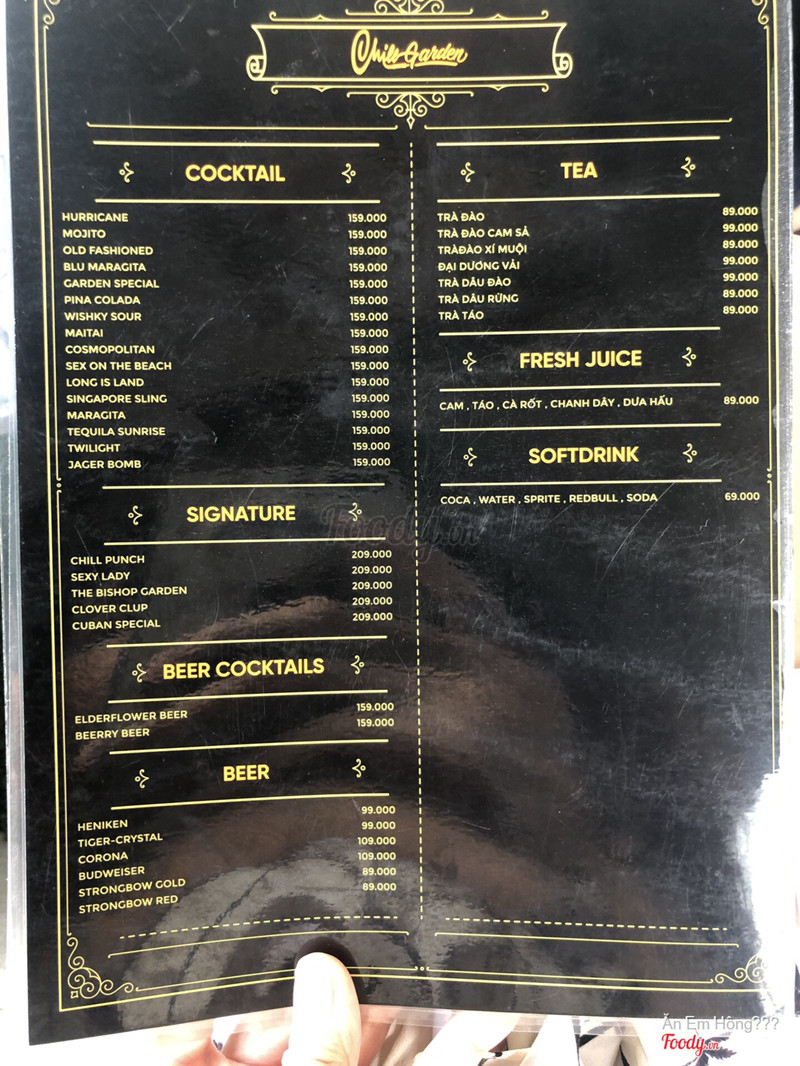 Chill Garden
COCKTAIL
HURRICANE 159.000
MOJITO 159.000
OLD FASHIONED 159.000
BLU MARAGITA 159.000
GARDEN SPECIAL 159.000
PINA COLADA 159.000
WISHKY SOUR 159.000
MAITAI 159.000
COSMOPOLITAN 159.000
SEX ON THE BEACH 159.000
LONG IS LAND 159.000
SINGAPORE SLING 159.000
MARAGITA 159.000
TEQUILA SUNRISE 159.000
TWILIGHT 159.000
JAGER BOMB 159.000
SIGNATURE
CHILL PUNCH 209.000
SEXY LADY 209.000
THE BISHOP GARDEN 209.000
CLOVER CLUP 209.000
CUBAN SPECIAL 209.000
BEER COCKTAILS
ELDERFLOWER BEER 159.000
BEERRY BEER 159.000
BEER
HENIKEN 99.000
TIGER-CRYSTAL 99.000
CORONA 109.000
BUDWEISER 109.000
STRONGBOW GOLD 89.000
STRONGBOW RED 89.000
TEA
TRÀ ĐÀO 89.000
TRÀ ĐÀO CAM SẢ 99.000
TRÀĐÀO XÍ MUỘI 89.000
ĐẠI DƯƠNG VẢI 99.000
TRÀ DÂU ĐÀO 99.000
TRÀ DÂU RỪNG 89.000
TRÀ TÁO 89.000
FRESH JUICE
CAM , TÁO , CÀ RỐT , CHANH DÂY , DƯA HẤU 89.000
SOFTDRINK
COCA , WATER , SPRITE , REDBULL , SODA 69.000
Foody.vn
Ăn Em Hông???
Foody.vn